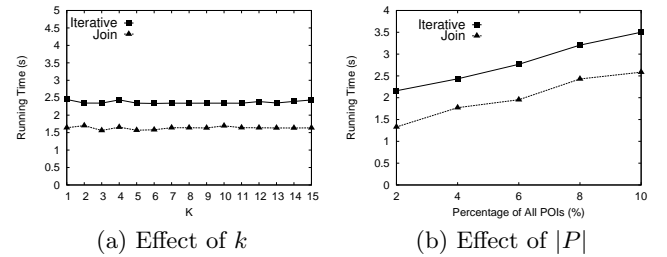 Iterative
Join
Running Time (s)
5
4.5
4
3.5
3
2.5
2
1.5
1
0.5
0
1 2 3 4 5 6 7 8 9 10 11 12 13 14 15
K
(a) Effect of k
Iterative
Join
Running Time (s)
4
3.5
3
2.5
2
1.5
1
0.5
0
2 4 6 8 10
Percentage of All POIs (%)
(b) Effect of |P|